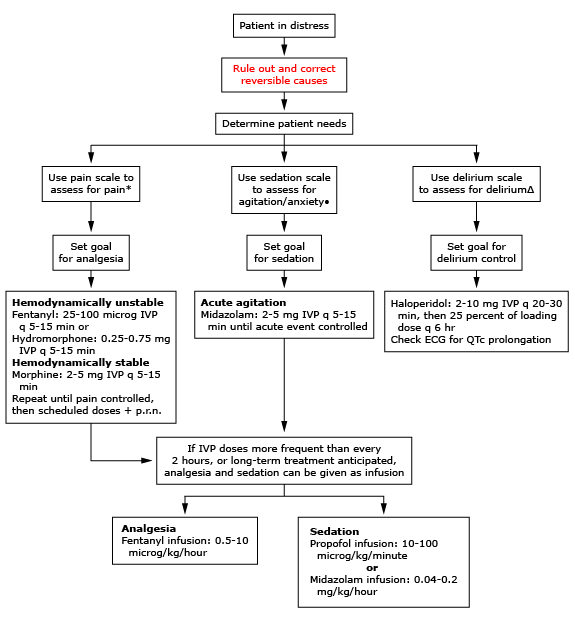 Patient in distress
Rule out and correct
reversible causes
Determine patient needs
Use pain scale to
assess for pain*
Use sedation scale
to assess for
agitation/anxiety•
Use delirium scale
to assess for deliriumΔ
Set goal
for analgesia
Set goal
for sedation
Set goal for
delirium control
Hemodynamically unstable
Fentanyl: 25-100 microg IVP
q 5-15 min or
Hydromorphone: 0.25-0.75 mg
IVP q 5-15 min
Hemodynamically stable
Morphine: 2-5 mg IVP q 5-15
min
Repeat until pain controlled,
then scheduled doses + p.r.n.
Acute agitation
Midazolam: 2-5 mg IVP q 5-15
min until acute event controlled
Haloperidol: 2-10 mg IVP q 20-30
min, then 25 percent of loading
dose q 6 hr
Check ECG for QTc prolongation
If IVP doses more frequent than every
2 hours, or long-term treatment anticipated,
analgesia and sedation can be given as infusion
Analgesia
Fentanyl infusion: 0.5-10
microg/kg/hour
Sedation
Propofol infusion: 10-100
microg/kg/minute
or
Midazolam infusion: 0.04-0.2
mg/kg/hour